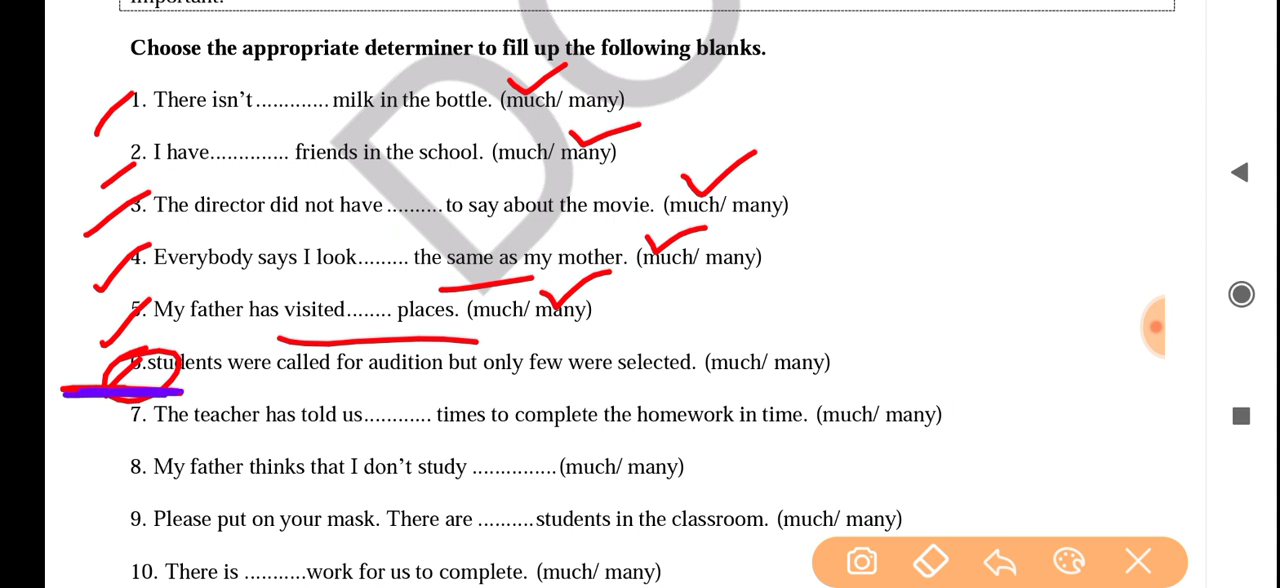 important.
Choose the appropriate determiner to fill up the following blanks.
1. There isn't............. milk in the bottle. (much/ many)
2. I have.............. friends in the school. (much/ many)
3. The director did not have ..........to say about the movie. (much/ many)
4. Everybody says I look......... the same as my mother. (much/ many)
5. My father has visited........ places. (much/ many)
6.students were called for audition but only few were selected. (much/ many)
7. The teacher has told us............ times to complete the homework in time. (much/ many)
8. My father thinks that I don't study ...............(much/ many)
9. Please put on your mask. There are ..........students in the classroom. (much/ many)
10. There is ...........work for us to complete. (much/ many)